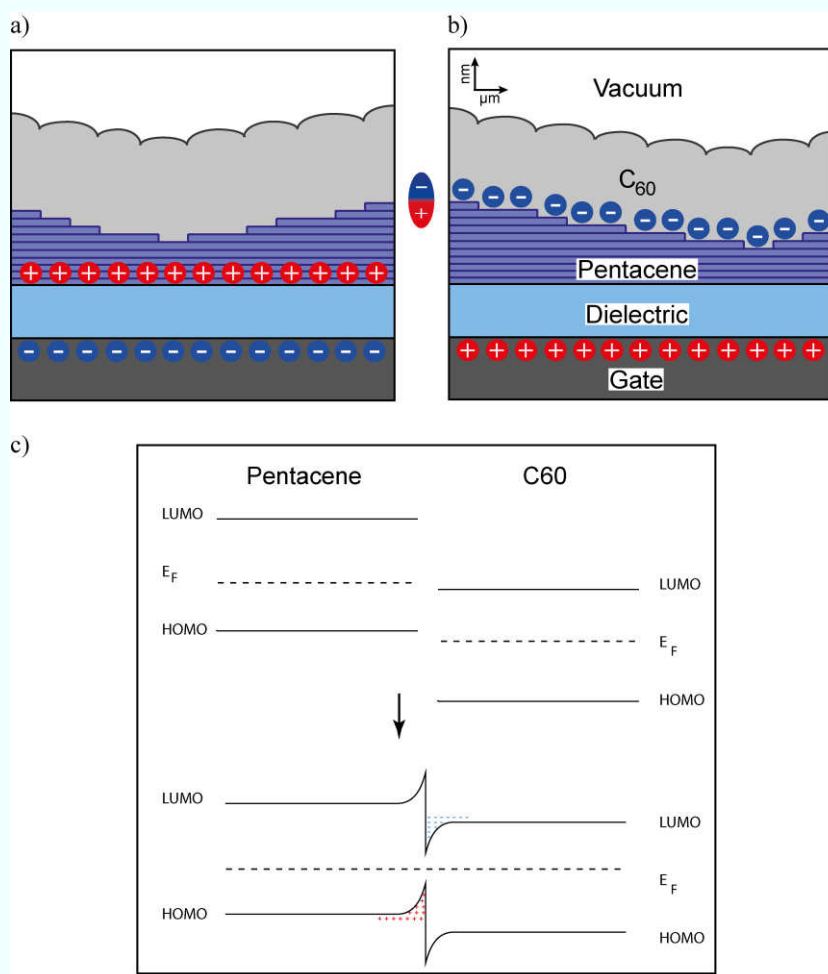 a)
b)
nm
µm
Vacuum
C60
Pentacene
Dielectric
Gate
c)
Pentacene C60
LUMO
EF
HOMO
LUMO
EF
HOMO
LUMO
HOMO
LUMO
EF
HOMO